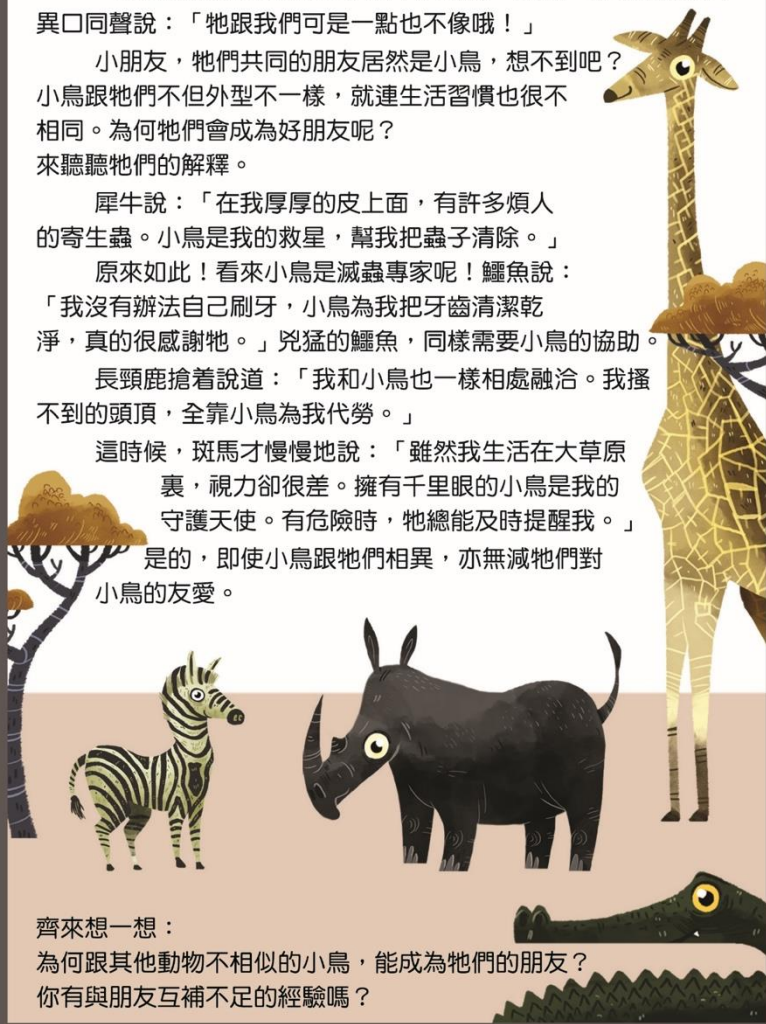 異口同聲說：「牠跟我們可是一點也不像哦！」
小朋友，牠們共同的朋友居然是小鳥，想不到吧？
小鳥跟牠們不但外型不一樣，就連生活習慣也很不
相同。為何牠們會成為好朋友呢？
來聽聽牠們的解釋。
犀牛說：「在我厚厚的皮上面，有許多煩人
的寄生蟲。小鳥是我的救星，幫我把蟲子清除。」
原來如此！看來小鳥是滅蟲專家呢！鱷魚說：
「我沒有辦法自己刷牙，小鳥為我把牙齒清潔乾
淨，真的很感謝牠。」兇猛的鱷魚，同樣需要小鳥的協助。
長頸鹿搶着說道：「我和小鳥也一樣相處融洽。我搔
不到的頭頂，全靠小鳥為我代勞。」
這時候，斑馬才慢慢地說：「雖然我生活在大草原
裏，視力卻很差。擁有千里眼的小鳥是我的
守護天使。有危險時，牠總能及時提醒我。」
是的，即使小鳥跟牠們相異，亦無減牠們對
小鳥的友愛。
齊來想一想：
為何跟其他動物不相似的小鳥，能成為牠們的朋友？
你有與朋友互補不足的經驗嗎？